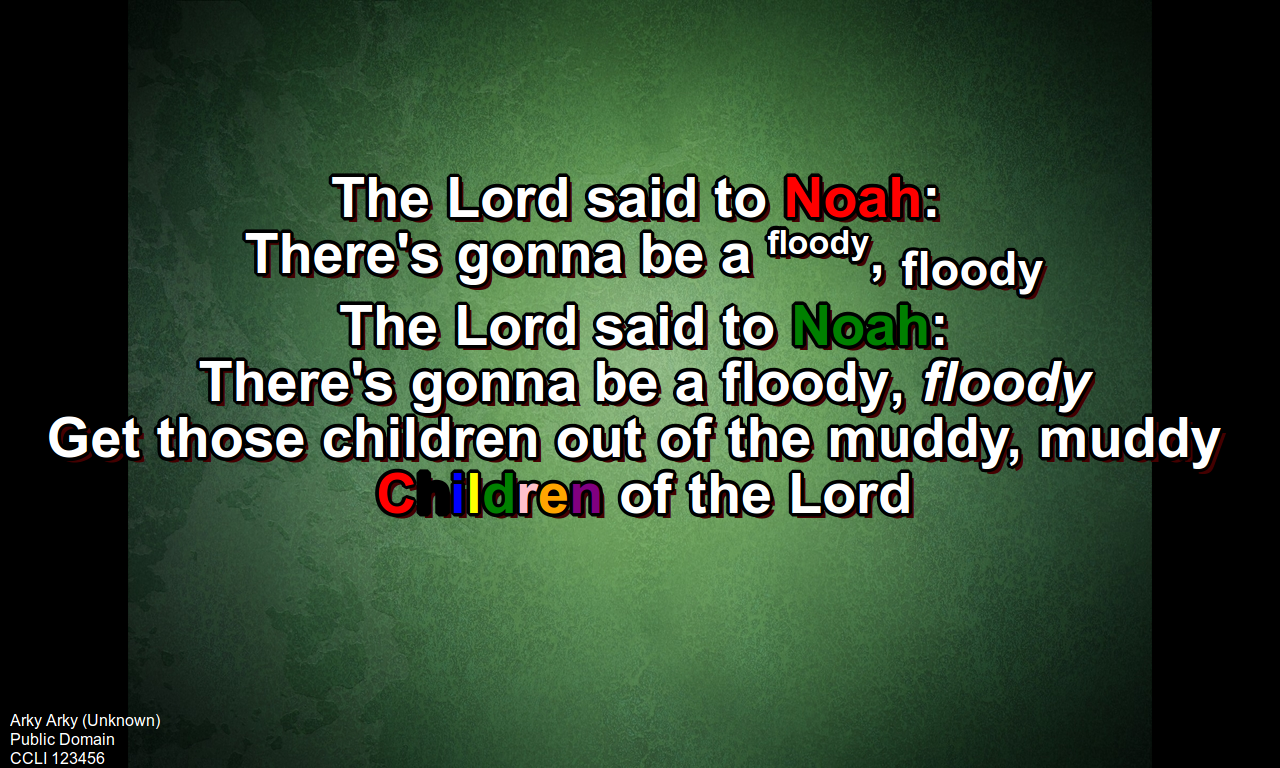 The Lord said to Noah:
There's gonna be a floody, floody
The Lord said to Noah:
There's gonna be a floody, floody
Get those children out of the muddy, muddy
Children of the Lord
Arky Arky (Unknown)
Public Domain
CCLI 123456